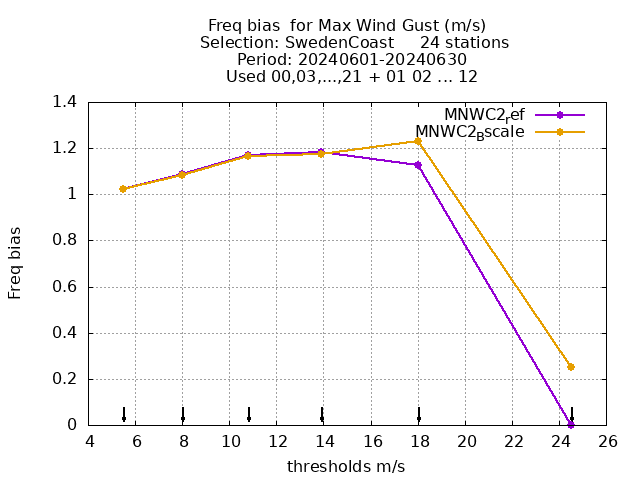 Freq bias  for Max Wind Gust (m/s)
Selection: SwedenCoast     24 stations
Period: 20240601-20240630
Used 00,03,...,21 + 01 02 ... 12
MNWC2_ref
MNWC2_Bscale
1.4
1.2
1
0.8
0.6
0.4
0.2
0
Freq bias
4 6 8 10 12 14 16 18 20 22 24 26
thresholds m/s